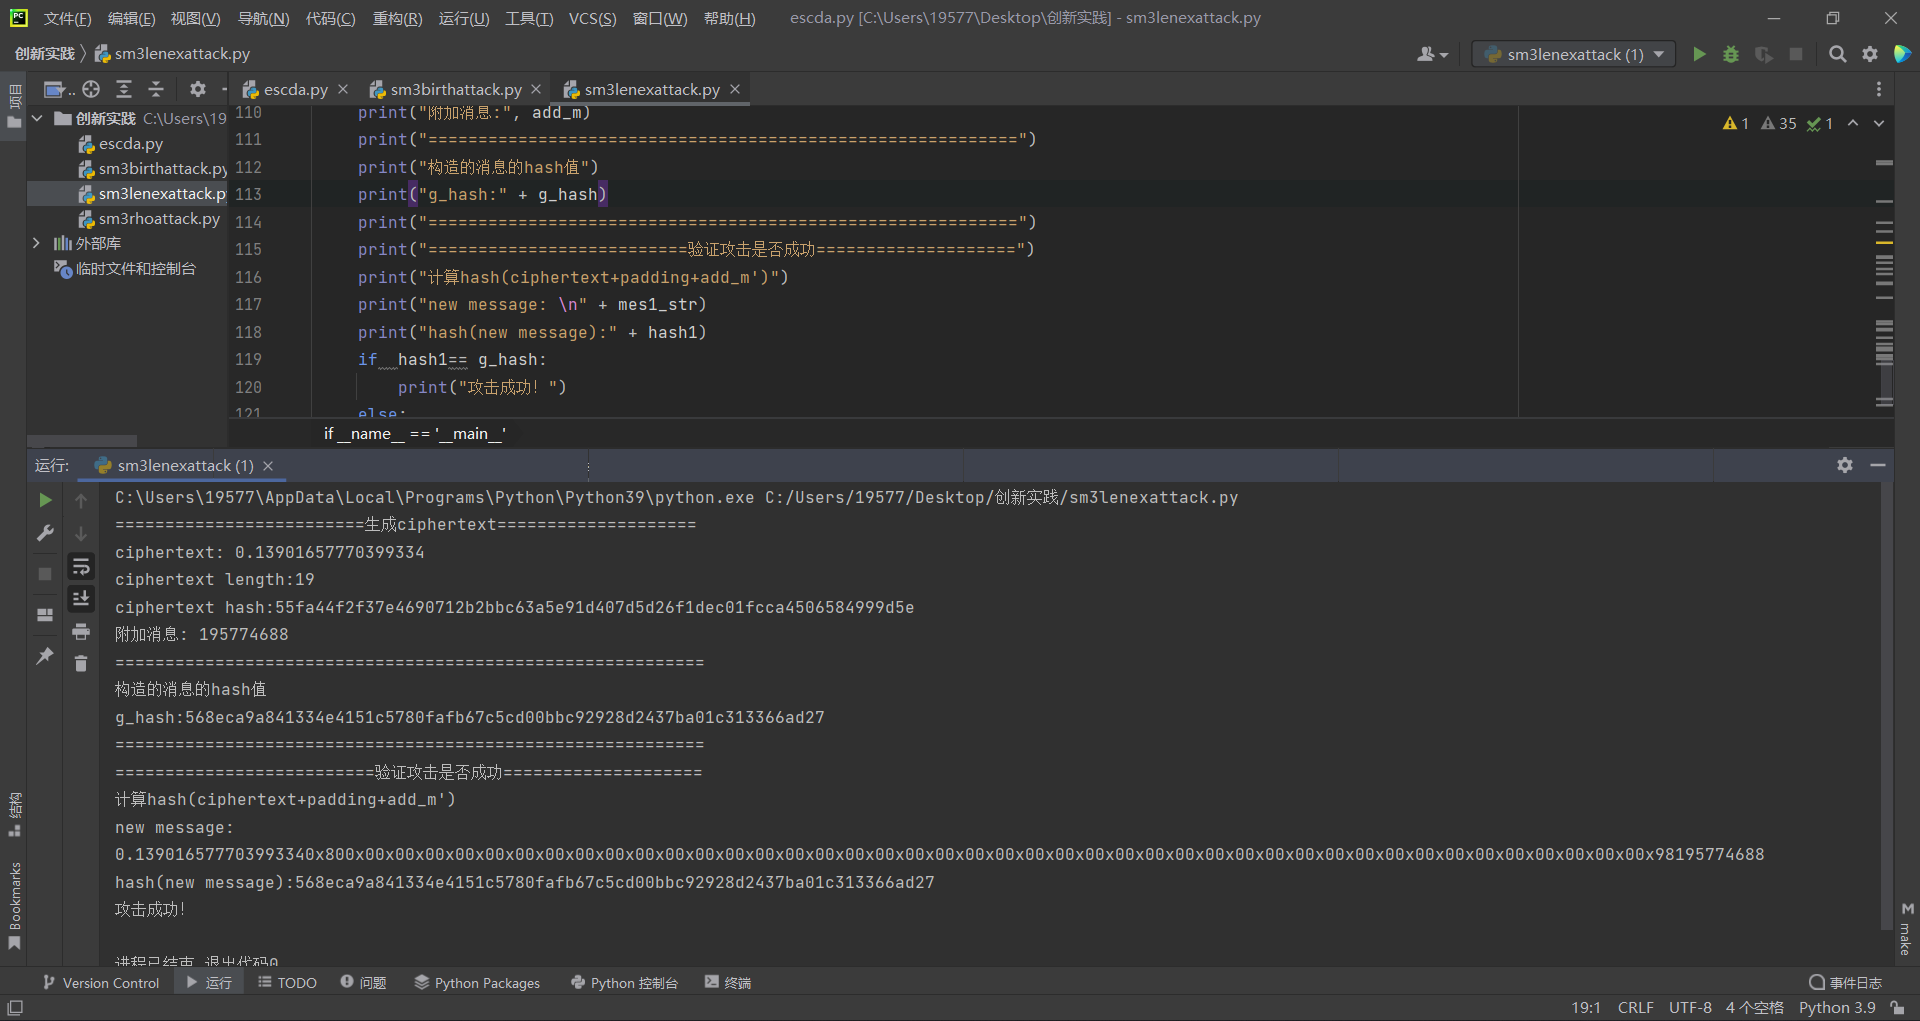 文件(F) 编辑(E) 视图(V) 导航(N) 代码(C) 重构(R) 运行(U) 工具(T) VCS(S) 窗口(W) 帮助(H) escda.py [C:\Users\19577\Desktop\创新实践] - sm3lenexattack.py
创新实践 〉 sm3lenexattack.py
sm3lenexattack (1)
项目
escda.py
sm3birthattack.py
sm3lenexattack.py
创新实践 C:\Users\19
escda.py
sm3birthattack.py
sm3lenexattack.p
sm3rhoattack.py
外部库
临时文件和控制台
1 35 1
110 print("附加消息:", add_m)
111 print("===========================================================")
112 print("构造的消息的hash值")
113 print("g_hash:" + g_hash)
114 print("===========================================================")
115 print("==========================验证攻击是否成功====================")
116 print("计算hash(ciphertext+padding+add_m')")
117 print("new message: \n" + mes1_str)
118 print("hash(new message):" + hash1)
119 if  hash1== g_hash:
120 print("攻击成功! ")
121 else:
if __name__ == '__main__'
运行: sm3lenexattack (1)
C:\Users\19577\AppData\Local\Programs\Python\Python39\python.exe C:/Users/19577/Desktop/创新实践/sm3lenexattack.py
=========================生成ciphertext====================
ciphertext: 0.13901657770399334
ciphertext length:19
ciphertext hash:55fa44f2f37e4690712b2bbc63a5e91d407d5d26f1dec01fcca4506584999d5e
附加消息: 195774688
===========================================================
构造的消息的hash值
g_hash:568eca9a841334e4151c5780fafb67c5cd00bbc92928d2437ba01c313366ad27
===========================================================
==========================验证攻击是否成功====================
计算hash(ciphertext+padding+add_m')
new message:
0.139016577703993340x800x00x00x00x00x00x00x00x00x00x00x00x00x00x00x00x00x00x00x00x00x00x00x00x00x00x00x00x00x00x00x00x00x00x00x00x00x00x00x00x00x00x00x00x98195774688
hash(new message):568eca9a841334e4151c5780fafb67c5cd00bbc92928d2437ba01c313366ad27
攻击成功!
进程已结束,退出代码0
结构
Bookmarks
M make
Version Control 运行 TODO 问题 Python Packages Python 控制台 终端 事件日志
19:1 CRLF UTF-8 4 个空格 Python 3.9